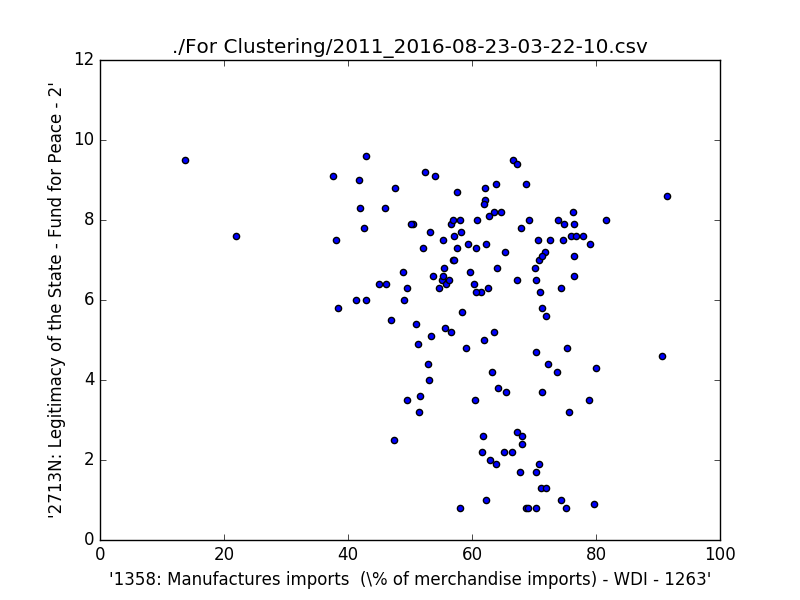 ./For Clustering/2011_2016-08-23-03-22-10.csv
'2713N: Legitimacy of the State - Fund for Peace - 2'
12
10
8
6
4
2
0
0 20 40 60 80 100
'1358: Manufactures imports  (\% of merchandise imports) - WDI - 1263'